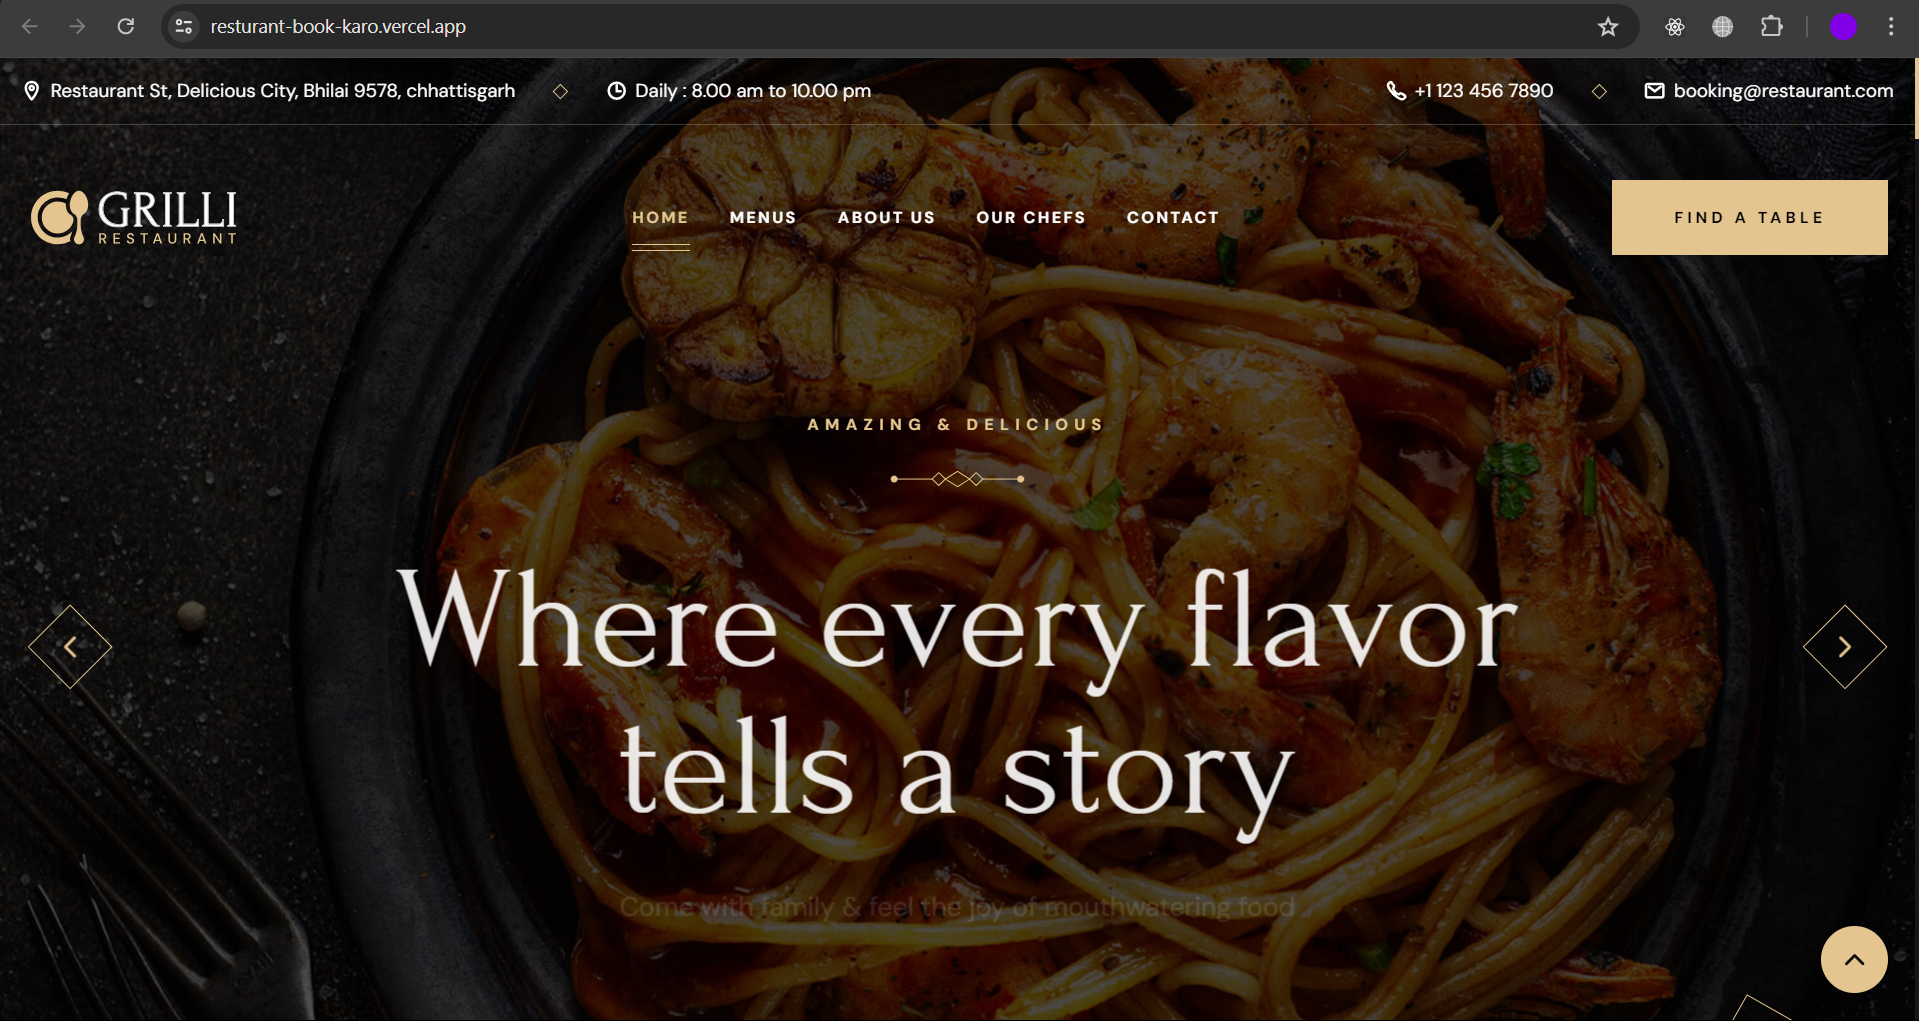 resturant-book-karo.vercel.app
Restaurant St, Delicious City, Bhilai 9578, chhattisgarh
Daily : 8.00 am to 10.00 pm
+1 123 456 7890
booking@restaurant.com
GRILLI
RESTAURANT
HOME
MENUS
ABOUT US
OUR CHEFS
CONTACT
FIND A TABLE
AMAZING & DELICIOUS
Where every flavor
tells a story
Come with family & feel the joy of mouthwatering food